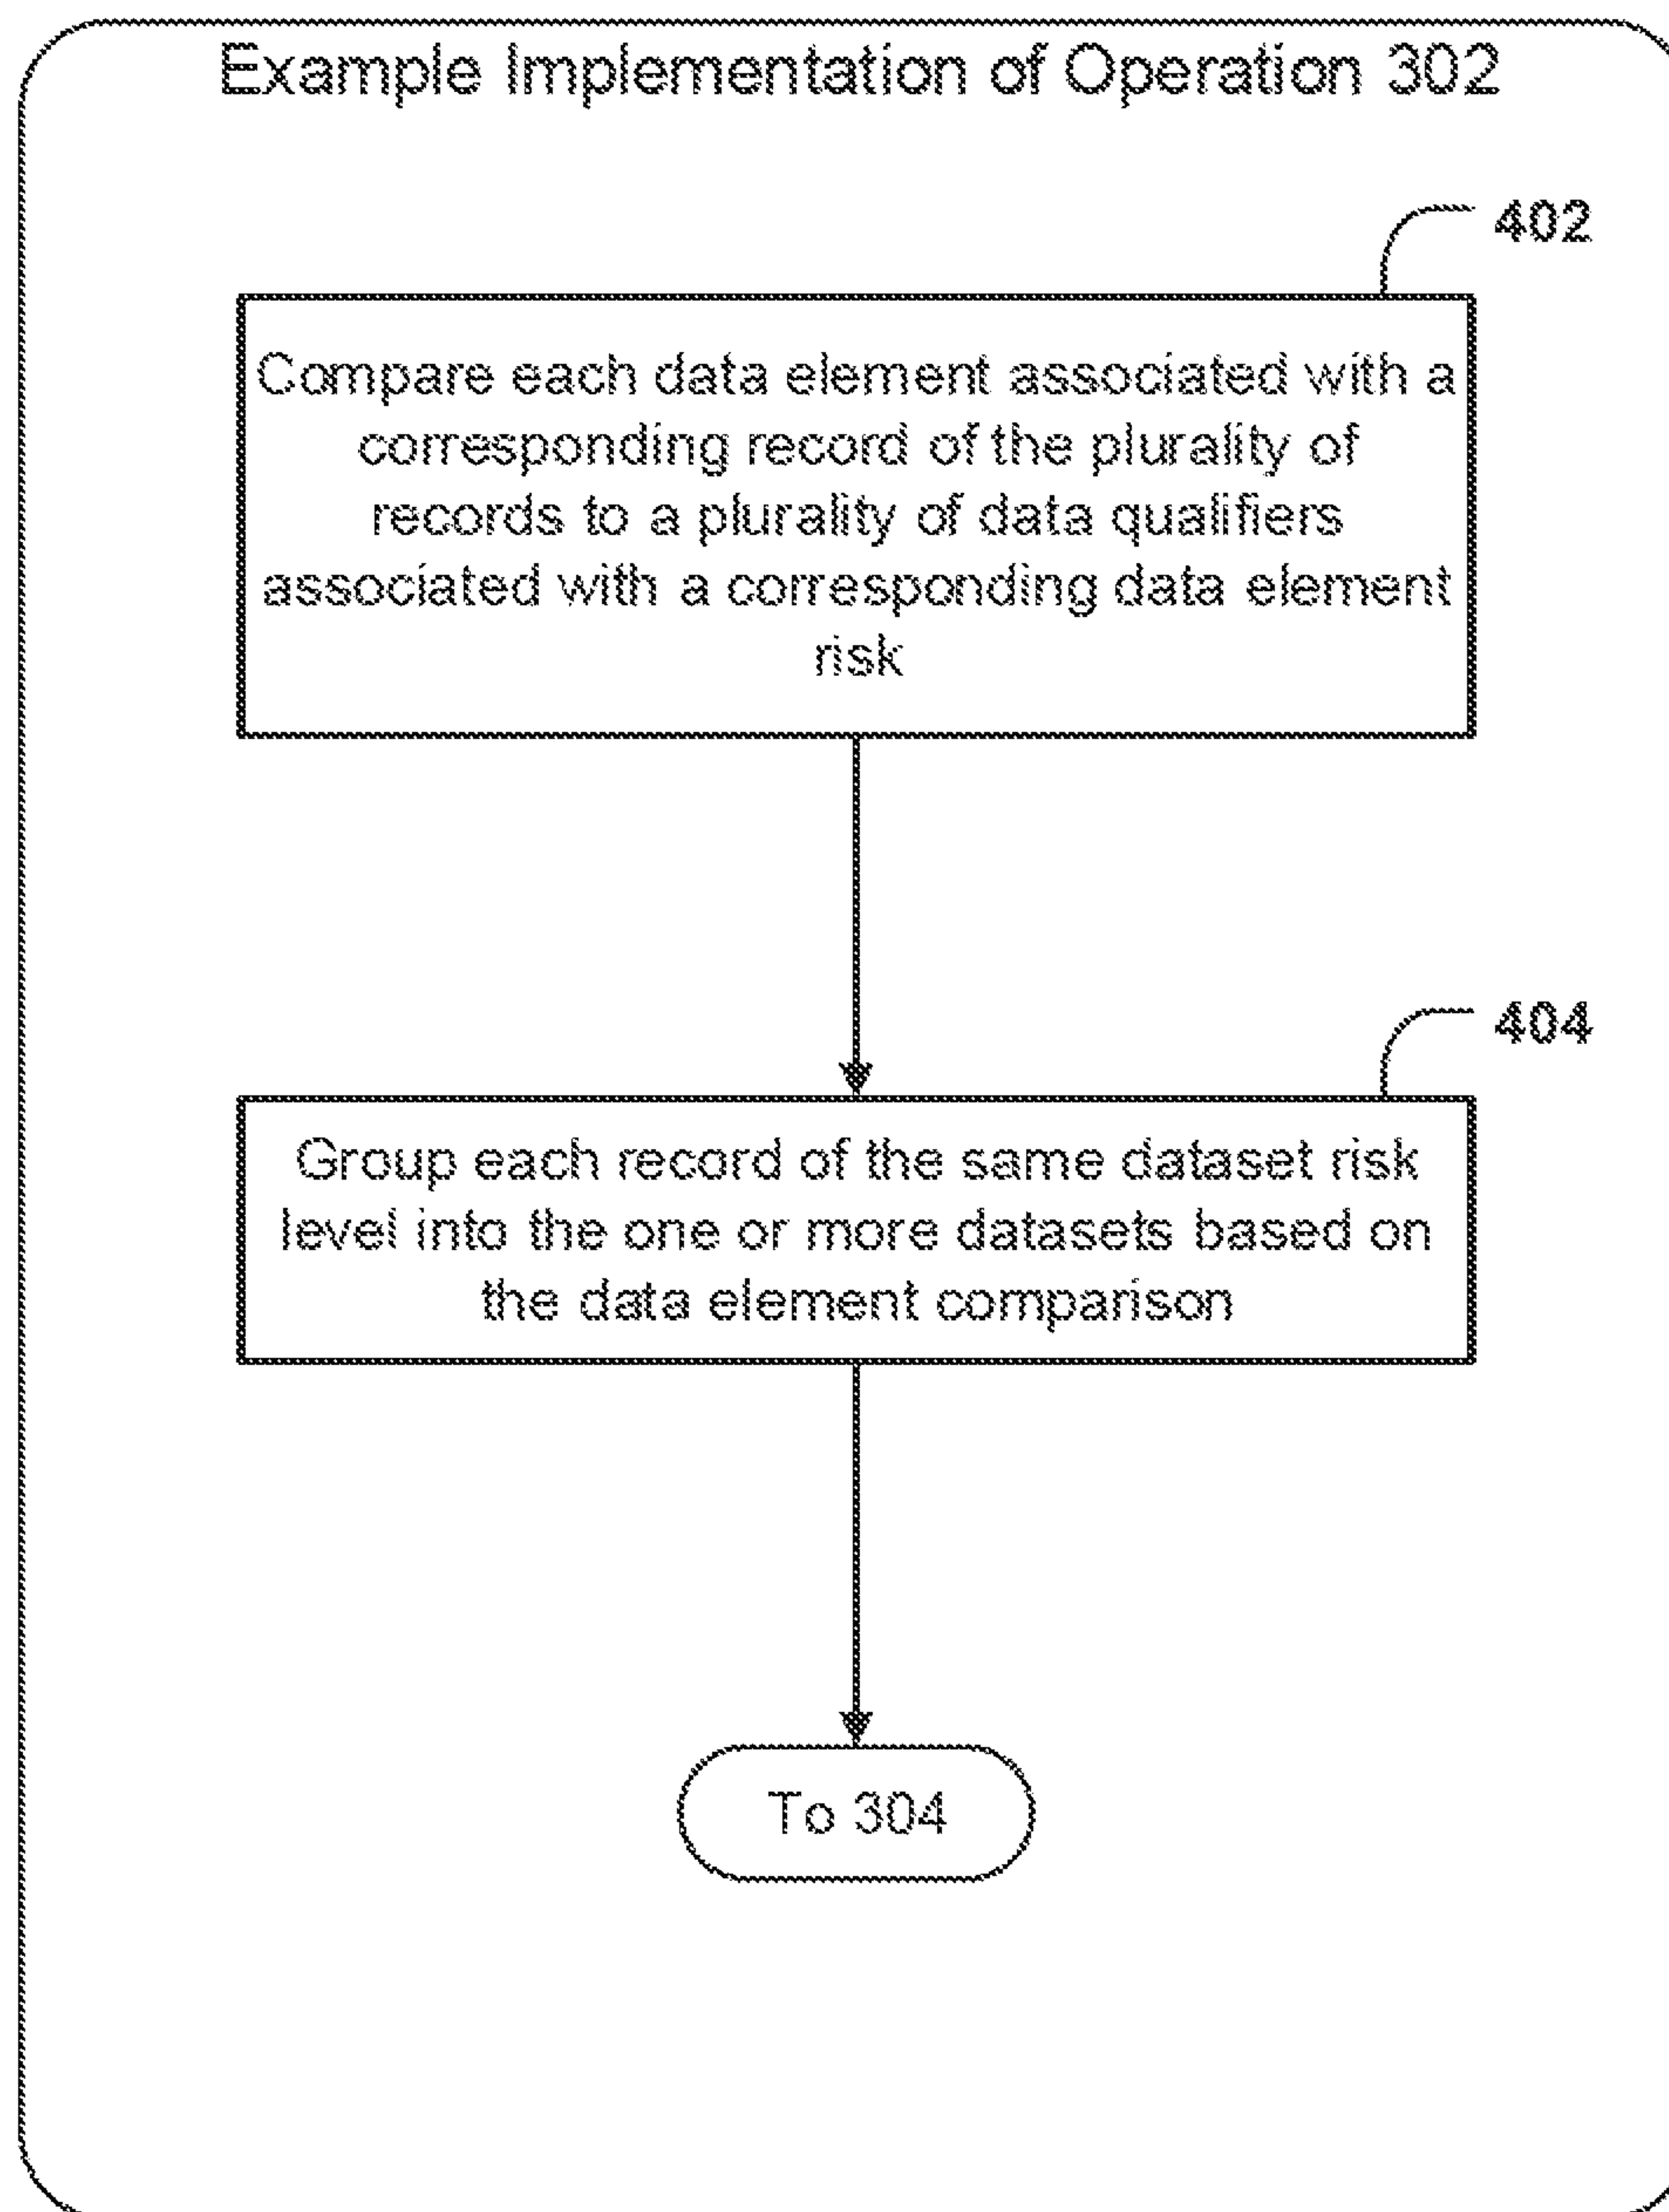 Example Implementation of Operation 302
402
Compare each data element associated with a
corresponding record of the plurality of
records to a plurality of data qualifiers
associated with a corresponding data element
risk
404
Group each record of the same dataset risk
level into the one or more datasets based on
the data element comparison
To 304